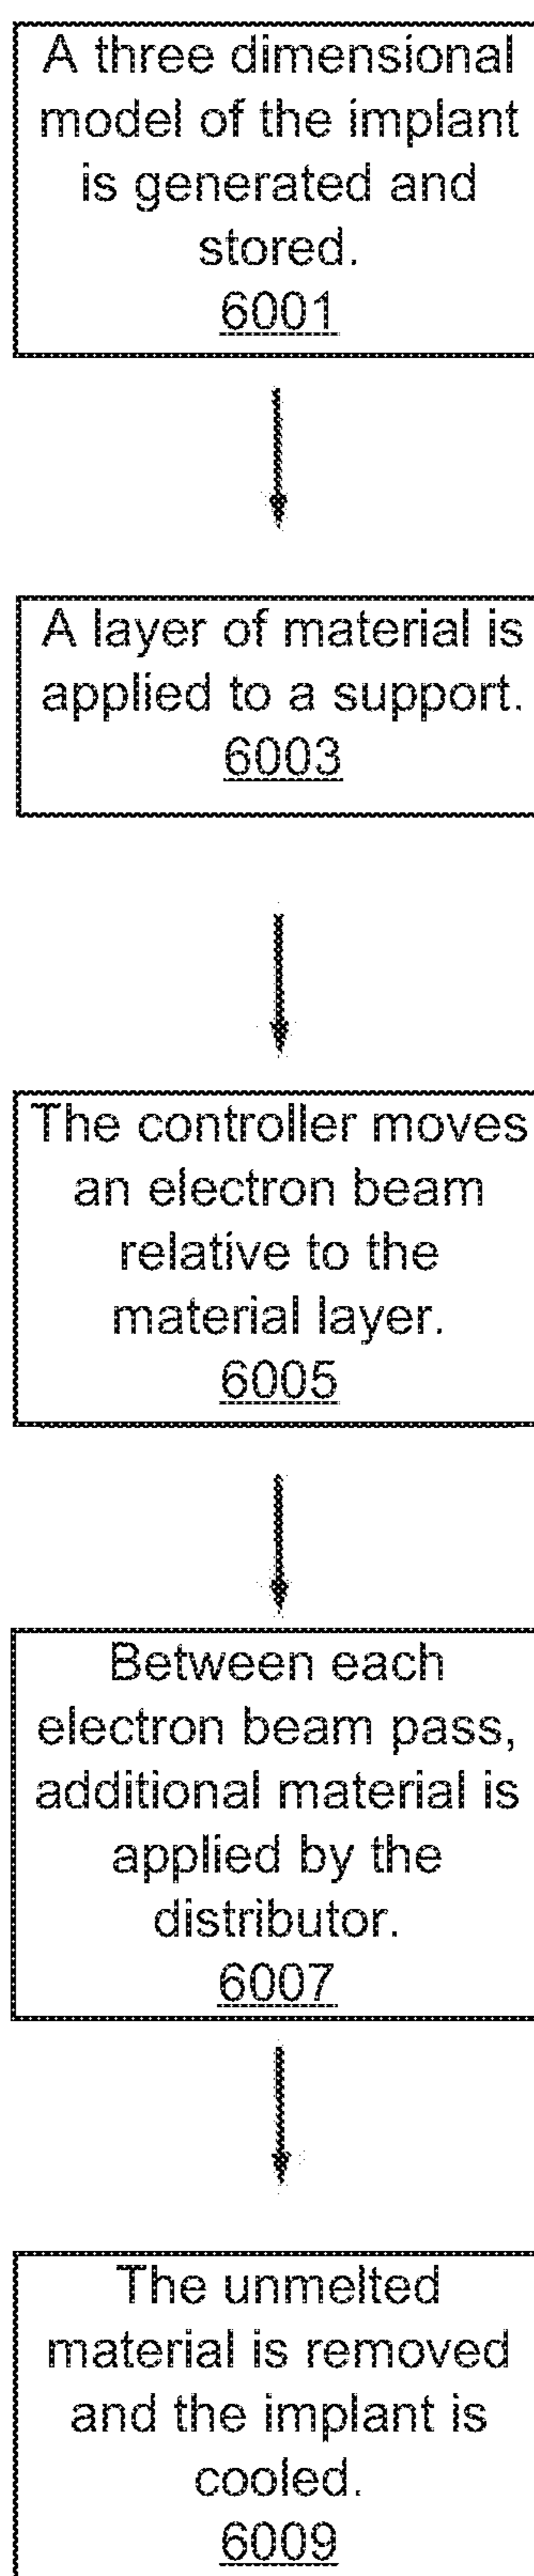 A three dimensional
model of the implant
is generated and
stored.
6001
A layer of material is
applied to a support.
6003
The controller moves
an electron beam
relative to the
material layer.
6005
Between each
electron beam pass,
additional material is
applied by the
distributor.
6007
The unmelted
material is removed
and the implant is
cooled.
6009